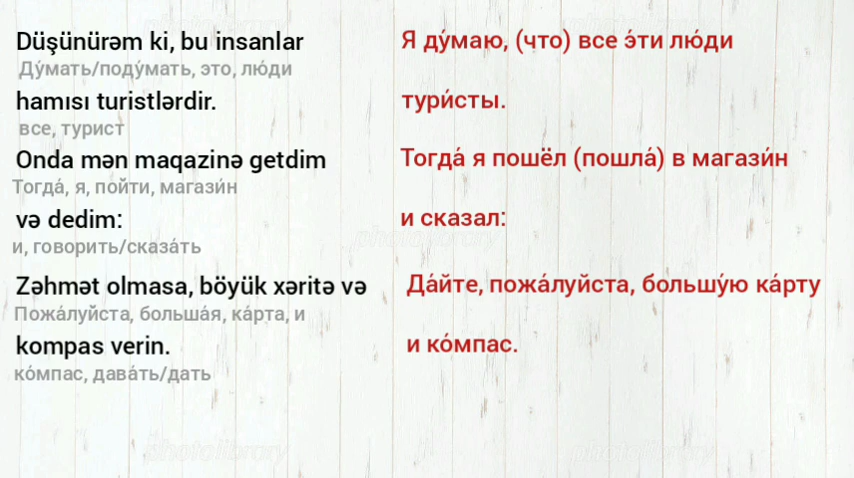 Düşünürəm ki, bu insanlar
Ду́мать/поду́мать, это, лю́ди
hamısı turistlərdir.
все, турист
Onda mən maqazinə getdim
Тогда́, я, пойти, магази́н
və dedim:
и, говорить/сказа́ть
Zəhmət olmasa, böyük xəritə və
Пожа́луйста, больша́я, ка́рта, и
kompas verin.
ко́мпас, дава́ть/дать
Я ду́маю, (что) все э́ти лю́ди
тури́сты.
Тогда́ я пошёл (пошла́) в магази́н
и сказал:
Да́йте, пожа́луйста, большу́ю ка́рту
и ко́мпас.
photolibrary
photolibrary
photolibrary